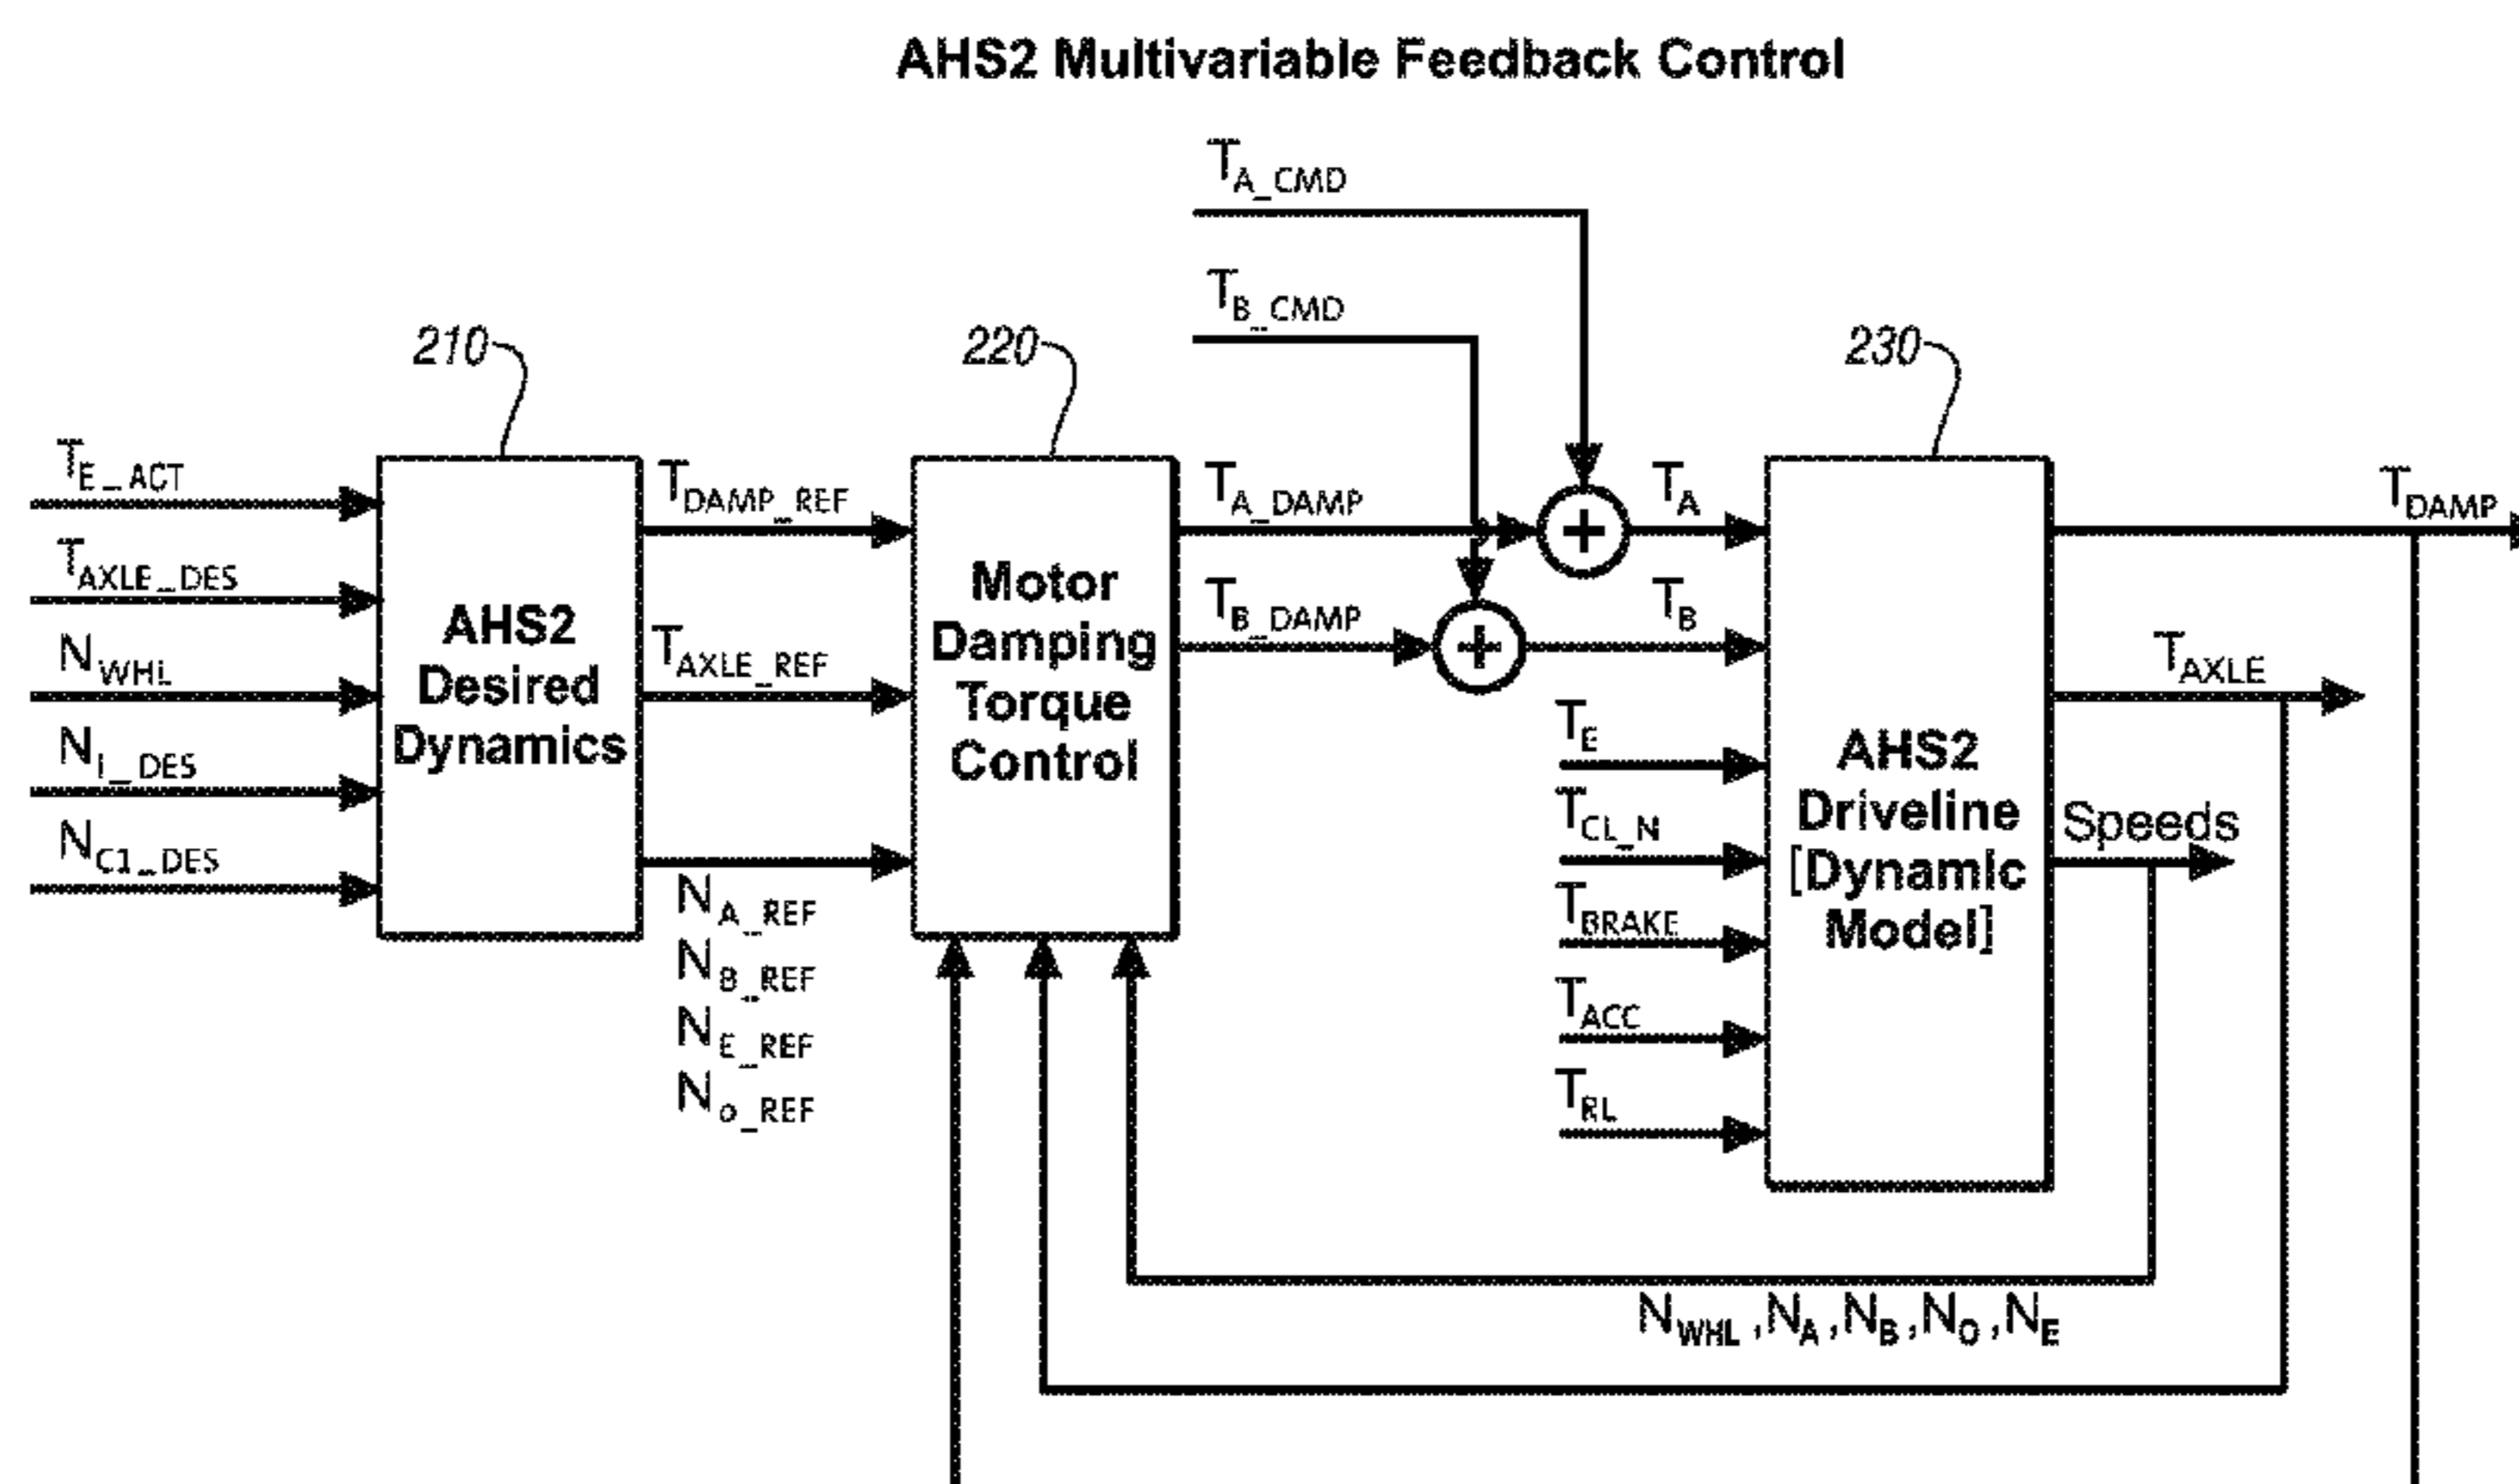 AHS2 Multivariable Feedback Control
T_A_CMD
T_B_CMD
210
220
230
T_E_ACT
T_AXLE_DES
N_WHL
N_I_DES
N_C1_DES
AHS2
Desired
Dynamics
T_DAMP_REF
T_AXLE_REF
N_A_REF
N_B_REF
N_E_REF
N_O_REF
Motor
Damping
Torque
Control
T_A_DAMP
T_B_DAMP
+
+
T_A
T_B
T_E
T_CL_N
T_BRAKE
T_ACC
T_RL
AHS2
Driveline
[Dynamic
Model]
T_DAMP
T_AXLE
Speeds
N_WHL, N_A, N_B, N_O, N_E